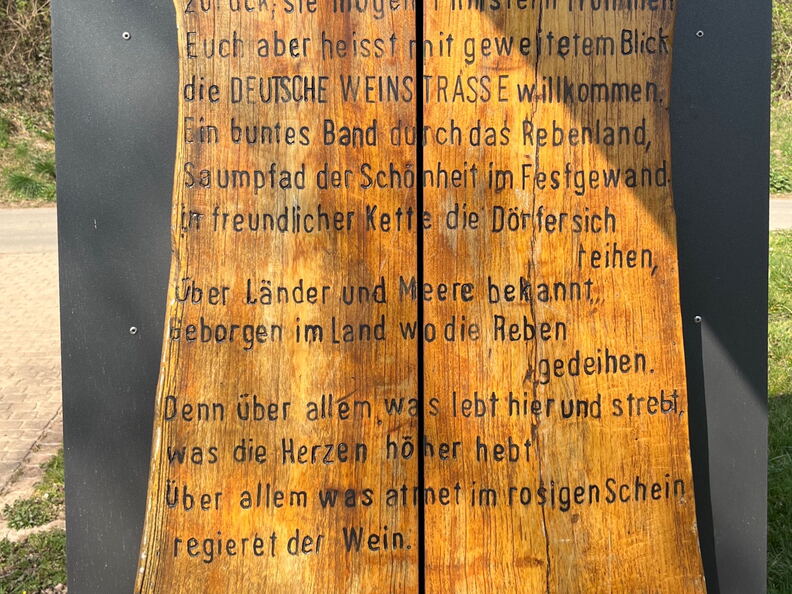 zurück, sie mögen
Euch aber heisst mit geweitetem Blick
die DEUTSCHE WEINSTRASSE willkommen.
Ein buntes Band durch das Rebenland,
Saumpfad der Schönheit im Festgewand
in freundlicher Kette die Dörfer sich
reihen,
Über Länder und Meere bekannt,
Geborgen im Land wo die Reben
gedeihen.
Denn über allem, was lebt hier und strebt,
was die Herzen höher hebt
Über allem was atmet im rosigen Schein
regieret der Wein.